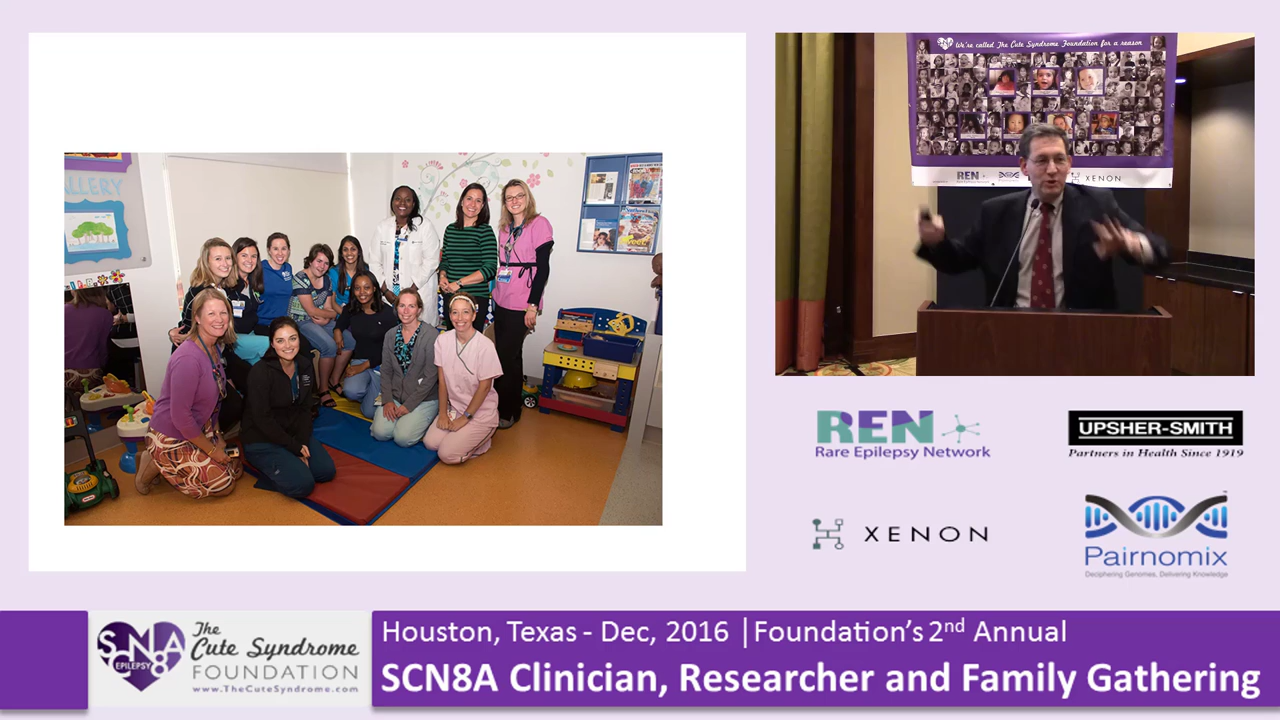 ALLERY
We're called The Cute Syndrome Foundation for a reason
REN
XENON
REN
Rare Epilepsy Network
UPSHER-SMITH
Partners in Health Since 1919
XENON
Pairnomix
Deciphering Genomes, Delivering Knowledge
SCN8A
EPILEPSY
The
Cute Syndrome
FOUNDATION
www.TheCuteSyndrome.com
Houston, Texas - Dec, 2016 |Foundation's 2nd Annual
SCN8A Clinician, Researcher and Family Gathering